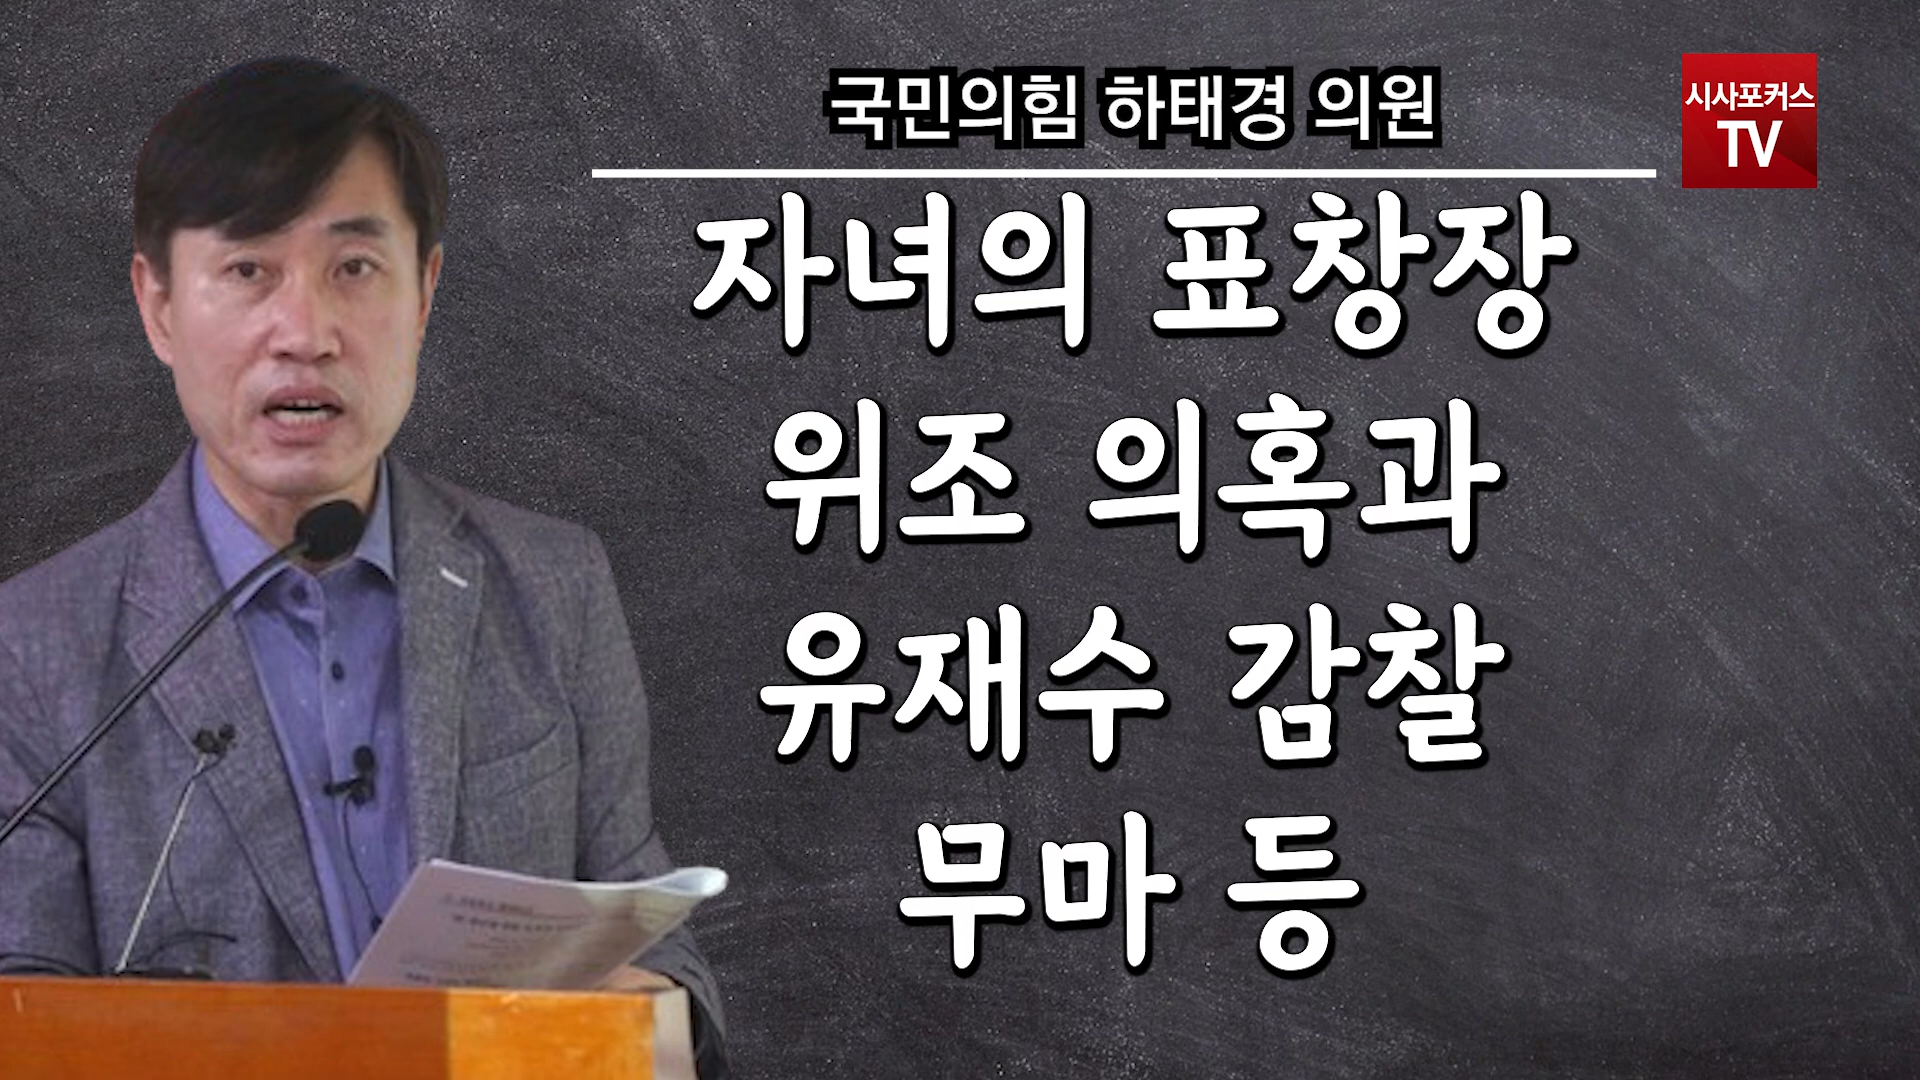 국민의힘 하태경 의원
시사포커스
TV
자녀의 표창장
위조 의혹과
유재수 감찰
무마 등